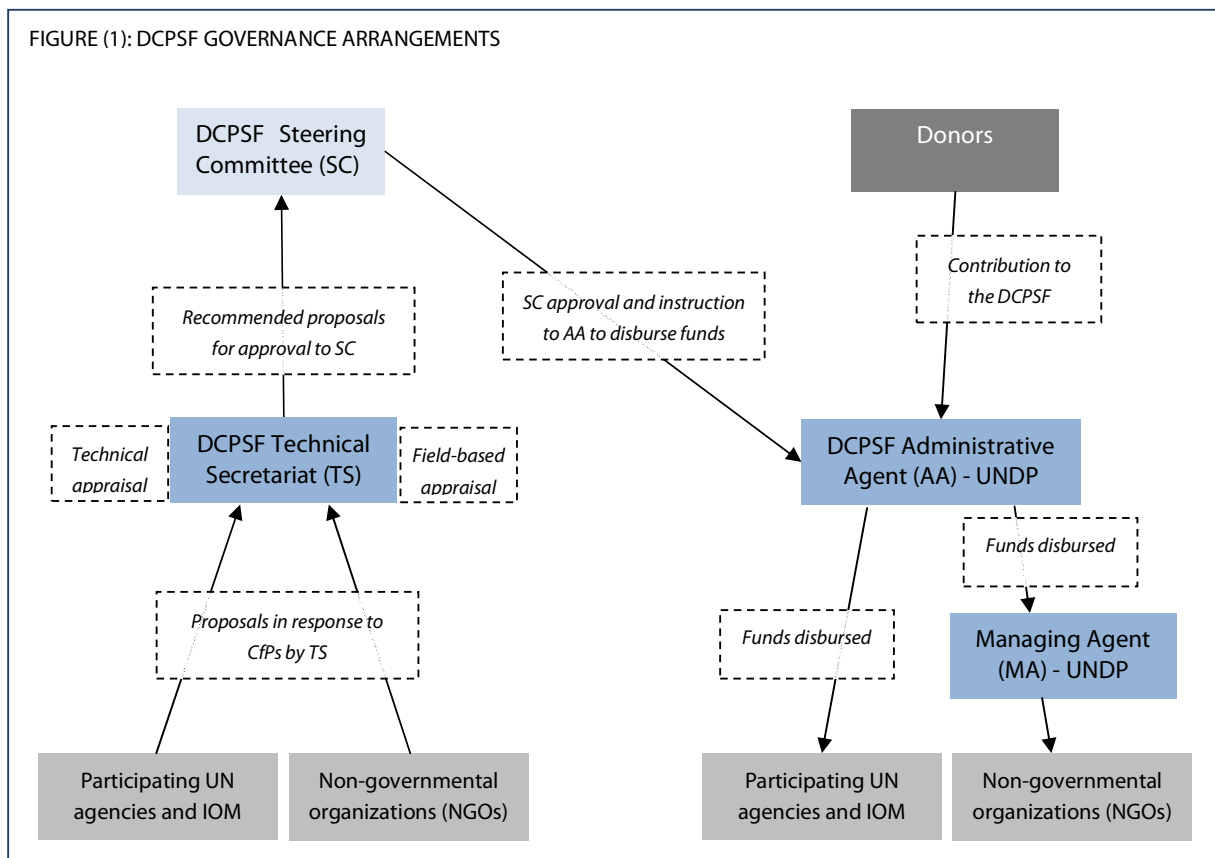 FIGURE (1): DCPSF GOVERNANCE ARRANGEMENTS
DCPSF Steering
Committee (SC)
Donors
Contribution to
the DCPSF
Recommended proposals
for approval to SC
SC approval and instruction
to AA to disburse funds
Technical
appraisal
DCPSF Technical
Secretariat (TS)
Field-based
appraisal
DCPSF Administrative
Agent (AA) - UNDP
Funds disbursed
Proposals in response to
CfPs by TS
Funds disbursed
Managing Agent
(MA) - UNDP
Participating UN
agencies and IOM
Non-governmental
organizations (NGOs)
Participating UN
agencies and IOM
Non-governmental
organizations (NGOs)